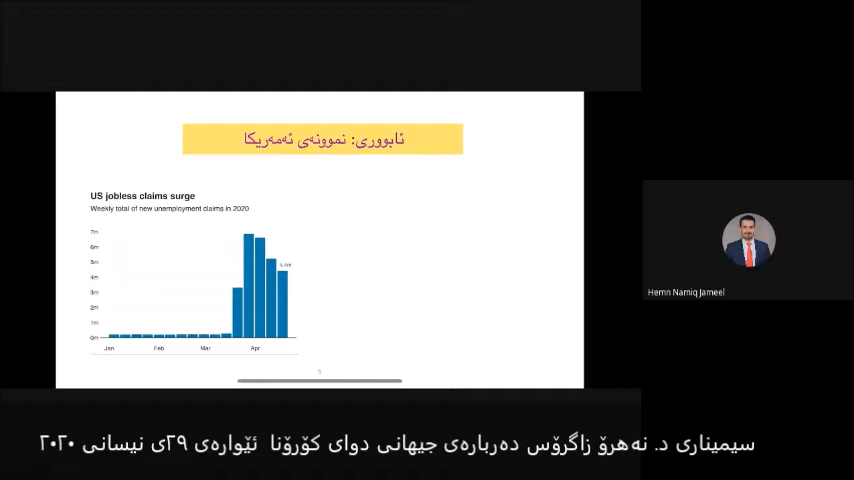 ئابووری: نموونەی ئەمەریکا
US jobless claims surge
Weekly total of new unemployment claims in 2020
7m
6m
5m
4m
3m
2m
1m
0m
4.4m
Jan Feb Mar Apr
Hemn Namiq Jameel
سیمیناری د. نەهرۆ زاگرۆس دەربارەی جیهانی دوای کۆرۆنا ئێوارەی ٢٩ی نیسانی ٢٠٢٠